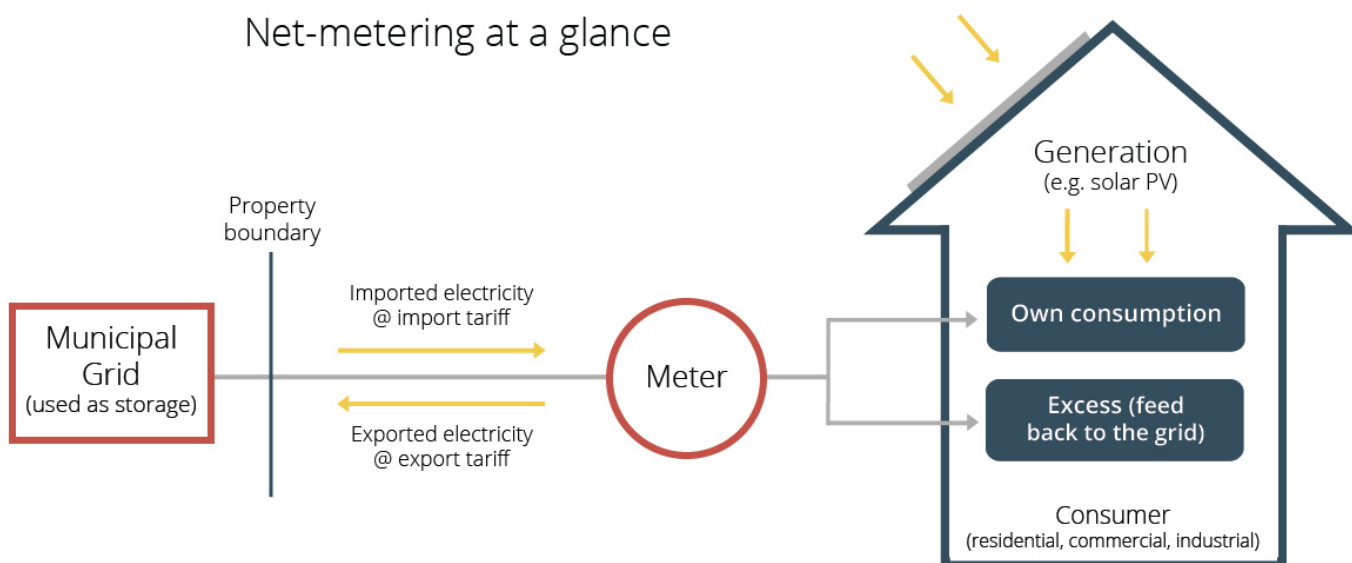 Net-metering at a glance
Property
boundary
Municipal
Grid
(used as storage)
Imported electricity
@ import tariff
Exported electricity
@ export tariff
Meter
Generation
(e.g. solar PV)
Own consumption
Excess (feed
back to the grid)
Consumer
(residential, commercial, industrial)